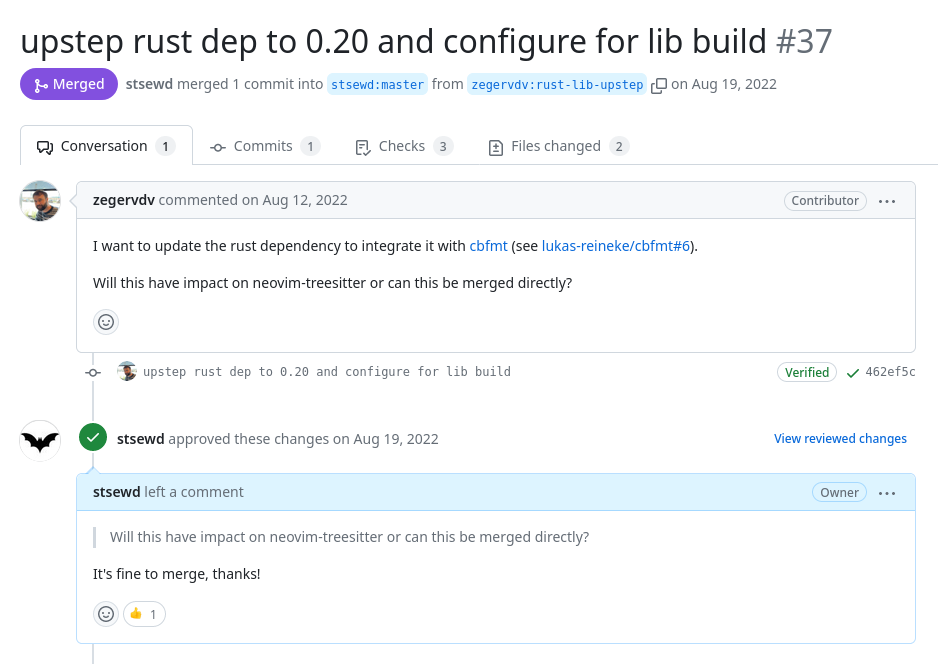 upstep rust dep to 0.20 and configure for lib build #37
Merged stsewd merged 1 commit into stsewd:master from zegervdv:rust-lib-upstep on Aug 19, 2022
Conversation 1 Commits 1 Checks 3 Files changed 2
zegervdv commented on Aug 12, 2022 Contributor
I want to update the rust dependency to integrate it with cbfmt (see lukas-reineke/cbfmt#6).
Will this have impact on neovim-treesitter or can this be merged directly?
upstep rust dep to 0.20 and configure for lib build Verified 462ef5c
stsewd approved these changes on Aug 19, 2022 View reviewed changes
stsewd left a comment Owner
Will this have impact on neovim-treesitter or can this be merged directly?
It's fine to merge, thanks!
👍 1